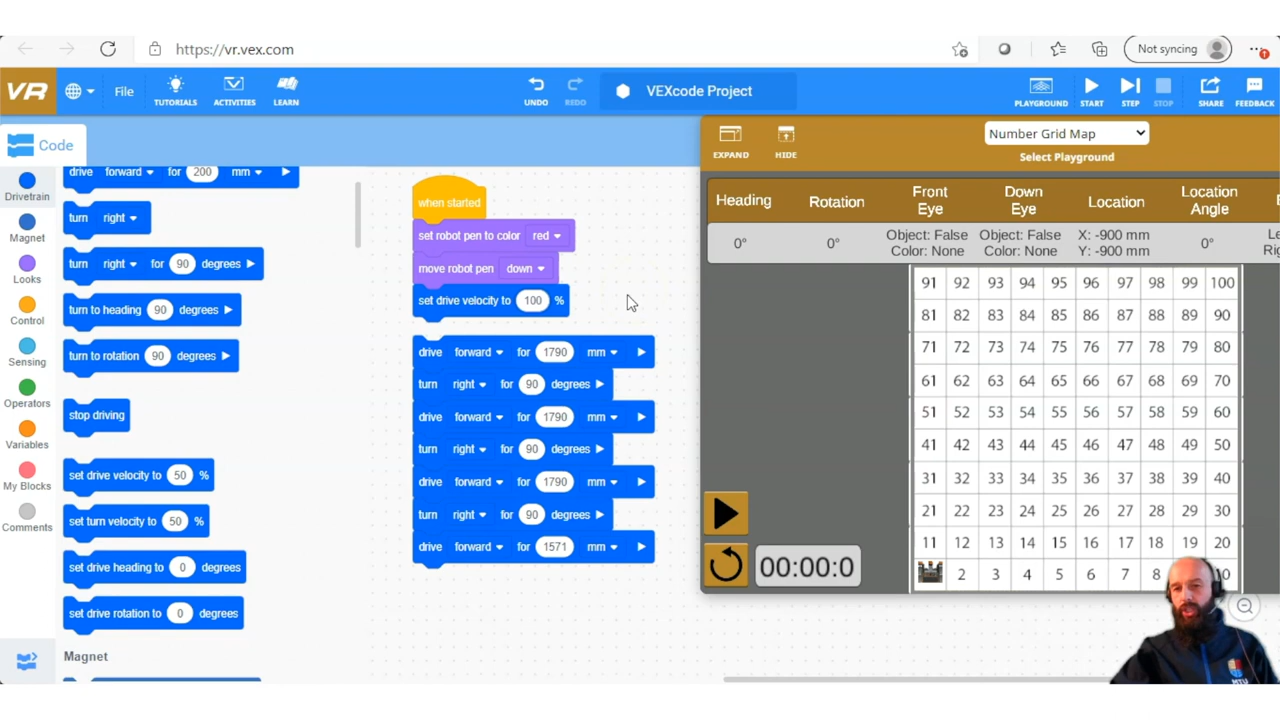 https://vr.vex.com
Not syncing
VR
File
TUTORIALS
ACTIVITIES
LEARN
UNDO
REDO
VEXcode Project
PLAYGROUND
START
STEP
STOP
SHARE
FEEDBACK
Code
Drivetrain
Magnet
Looks
Control
Sensing
Operators
Variables
My Blocks
Comments
drive forward for 200 mm
turn right
turn right for 90 degrees
turn to heading 90 degrees
turn to rotation 90 degrees
stop driving
set drive velocity to 50 %
set turn velocity to 50 %
set drive heading to 0 degrees
set drive rotation to 0 degrees
Magnet
when started
set robot pen to color red
move robot pen down
set drive velocity to 100 %
drive forward for 1790 mm
turn right for 90 degrees
drive forward for 1790 mm
turn right for 90 degrees
drive forward for 1790 mm
turn right for 90 degrees
drive forward for 1571 mm
EXPAND
HIDE
Number Grid Map
Select Playground
Heading
Rotation
Front Eye
Down Eye
Location
Location Angle
0°
0°
Object: False
Color: None
Object: False
Color: None
X: -900 mm
Y: -900 mm
0°
91 92 93 94 95 96 97 98 99 100
81 82 83 84 85 86 87 88 89 90
71 72 73 74 75 76 77 78 79 80
61 62 63 64 65 66 67 68 69 70
51 52 53 54 55 56 57 58 59 60
41 42 43 44 45 46 47 48 49 50
31 32 33 34 35 36 37 38 39 40
21 22 23 24 25 26 27 28 29 30
11 12 13 14 15 16 17 18 19 20
2 3 4 5 6 7 8
00:00:0
MTU